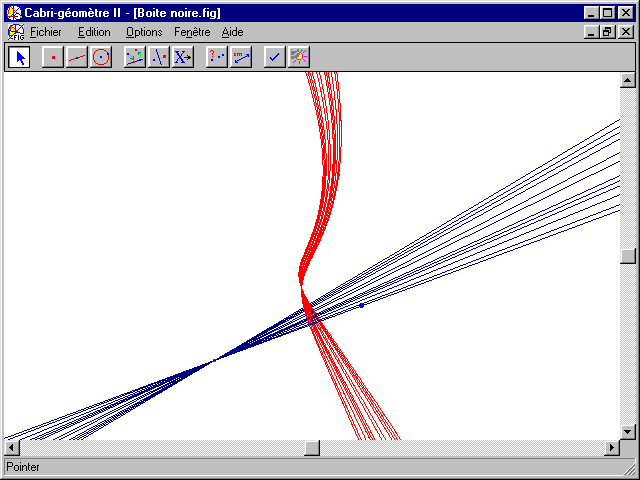 Cabri-géomètre II - [Boite noire.fig]
Fichier Edition Options Fenêtre Aide
Pointer